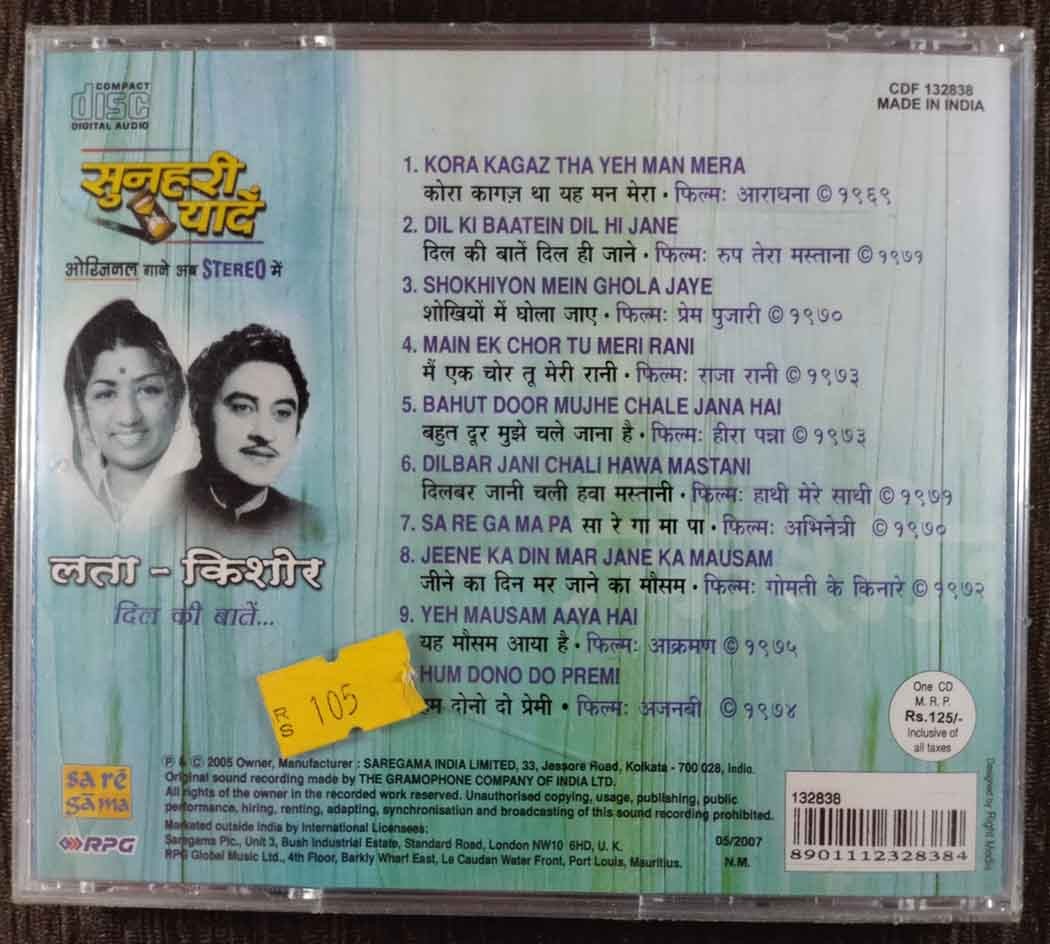 COMPACT
disc
DIGITAL AUDIO
CDF 132838
MADE IN INDIA
सुनहरी
यादें
ओरिजनल गाने अब STEREO में
लता - किशोर
दिल की बातें...
1. KORA KAGAZ THA YEH MAN MERA
कोरा कागज़ था यह मन मेरा • फिल्मः आराधना © १९६९
2. DIL KI BAATEIN DIL HI JANE
दिल की बातें दिल ही जाने • फिल्मः रुप तेरा मस्ताना © १९७१
3. SHOKHIYON MEIN GHOLA JAYE
शोखियों में घोला जाए • फिल्मः प्रेम पुजारी © १९७०
4. MAIN EK CHOR TU MERI RANI
मैं एक चोर तू मेरी रानी • फिल्मः राजा रानी © १९७३
5. BAHUT DOOR MUJHE CHALE JANA HAI
बहुत दूर मुझे चले जाना है • फिल्मः हीरा पन्ना © १९७३
6. DILBAR JANI CHALI HAWA MASTANI
दिलबर जानी चली हवा मस्तानी • फिल्मः हाथी मेरे साथी © १९७१
7. SA RE GA MA PA सा रे गा मा पा • फिल्मः अभिनेत्री © १९७०
8. JEENE KA DIN MAR JANE KA MAUSAM
जीने का दिन मर जाने का मौसम • फिल्मः गोमती के किनारे © १९७२
9. YEH MAUSAM AAYA HAI
यह मौसम आया है • फिल्मः आक्रमण © १९७५
HUM DONO DO PREMI
हम दोनो दो प्रेमी • फिल्मः अजनबी © १९७४
RS 105
One CD
M. R. P.
Rs.125/-
Inclusive of
all taxes
sa re
ga ma
RPG
℗ & © 2005 Owner, Manufacturer : SAREGAMA INDIA LIMITED, 33, Jessore Road, Kolkata - 700 028, India.
Original sound recording made by THE GRAMOPHONE COMPANY OF INDIA LTD.
All rights of the owner in the recorded work reserved. Unauthorised copying, usage, publishing, public
performance, hiring, renting, adapting, synchronisatiun and broadcasting of this sound recording prohibited.
Marketed outside India by International Licensees:
Saregama Plc., Unit 3, Bush Industrial Estate, Standard Road, London NW10 6HD, U. K.
RPG Global Music Ltd., 4th Floor, Barkly Wharf East, Le Caudan Water Front, Port Louis, Mauritius.
05/2007
N.M.
132838
8901112328384
Designed by Right Media